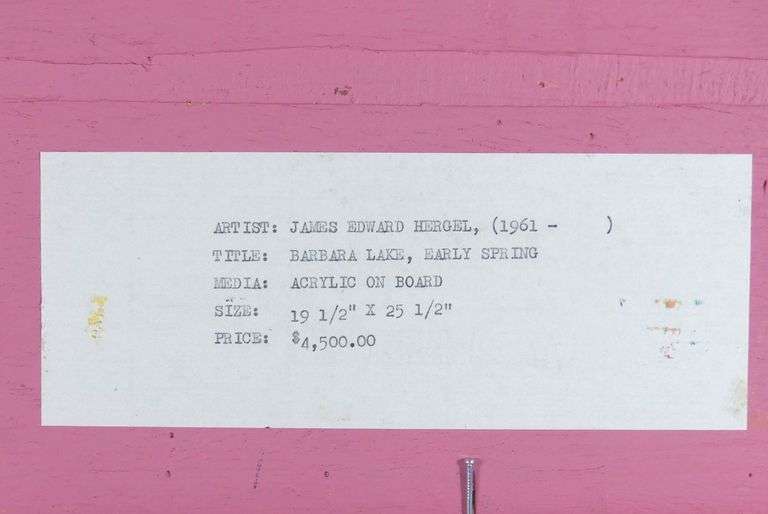 ARTIST: JAMES EDWARD HERGEL, (1961 - )
TITLE: BARBARA LAKE, EARLY SPRING
MEDIA: ACRYLIC ON BOARD
SIZE: 19 1/2" X 25 1/2"
PRICE: $4,500.00